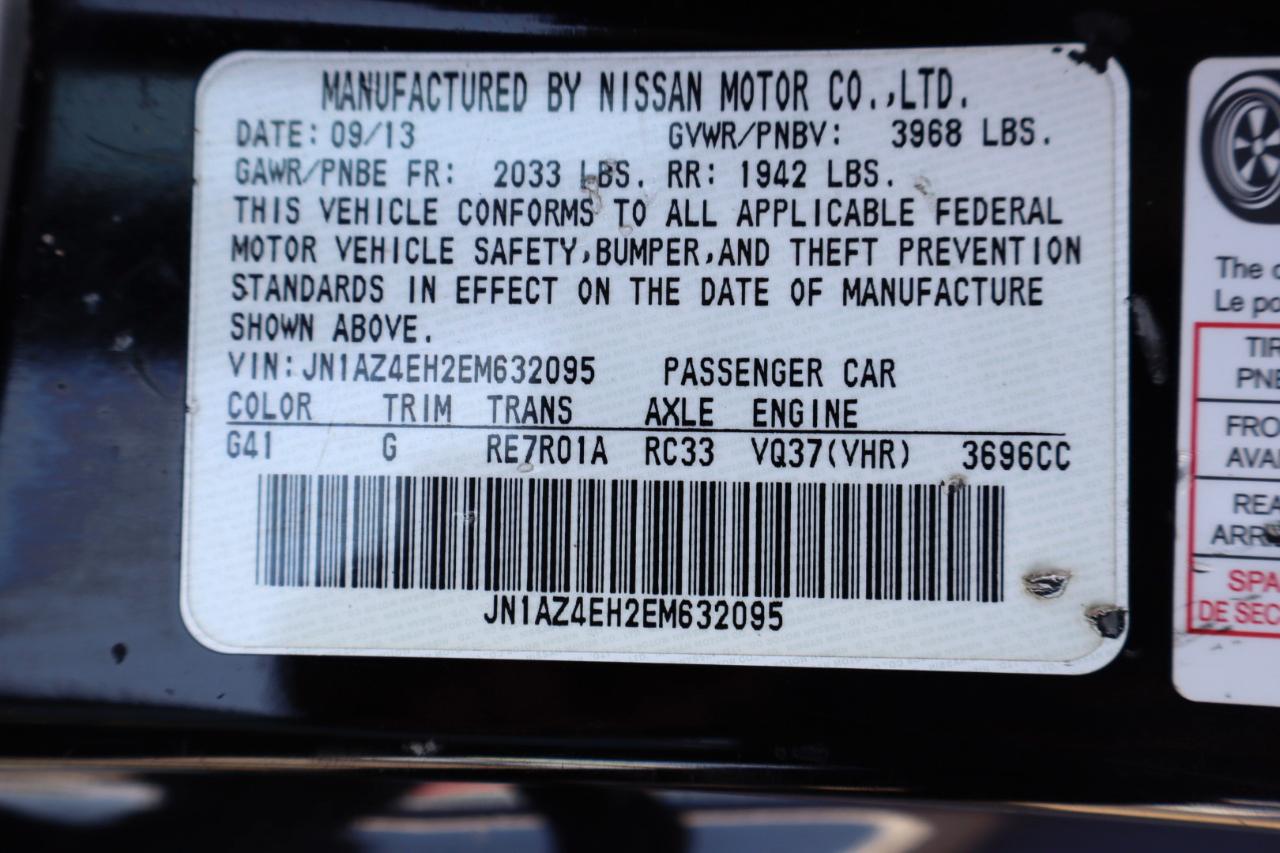 MANUFACTURED BY NISSAN MOTOR CO.,LTD.
DATE: 09/13 GVWR/PNBV: 3968 LBS.
GAWR/PNBE FR: 2033 LBS. RR: 1942 LBS.
THIS VEHICLE CONFORMS TO ALL APPLICABLE FEDERAL
MOTOR VEHICLE SAFETY,BUMPER,AND THEFT PREVENTION
STANDARDS IN EFFECT ON THE DATE OF MANUFACTURE
SHOWN ABOVE.
VIN:JN1AZ4EH2EM632095 PASSENGER CAR
COLOR TRIM TRANS AXLE ENGINE
G41 G RE7R01A RC33 VQ37(VHR) 3696CC
JN1AZ4EH2EM632095
The
Le
DE